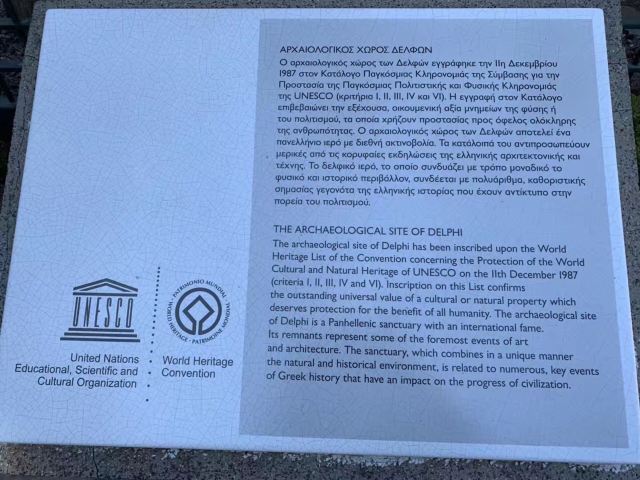 ΑΡΧΑΙΟΛΟΓΙΚΟΣ ΧΩΡΟΣ ΔΕΛΦΩΝ
Ο αρχαιολογικός χώρος των Δελφών εγγράφηκε την 11η Δεκεμβρίου
1987 στον Κατάλογο Παγκόσμιας Κληρονομιάς της Σύμβασης για την
Προστασία της Παγκόσμιας Πολιτιστικής και Φυσικής Κληρονομιάς
της UNESCO (κριτήρια I, II, III, IV και VI). Η εγγραφή στον Κατάλογο
επιβεβαιώνει την εξέχουσα, οικουμενική αξία μνημείων της φύσης ή
του πολιτισμού, τα οποία χρήζουν προστασίας προς όφελος ολόκληρης
της ανθρωπότητας. Ο αρχαιολογικός χώρος των Δελφών αποτελεί ένα
πανελλήνιο ιερό με διεθνή ακτινοβολία. Τα κατάλοιπά του αντιπροσωπεύουν
μερικές από τις κορυφαίες εκδηλώσεις της ελληνικής αρχιτεκτονικής και
τέχνης. Το δελφικό ιερό, το οποίο συνδυάζει με τρόπο μοναδικό το
φυσικό και ιστορικό περιβάλλον, συνδέεται με πολυάριθμα, καθοριστικής
σημασίας γεγονότα της ελληνικής ιστορίας που έχουν αντίκτυπο στην
πορεία του πολιτισμού.
THE ARCHAEOLOGICAL SITE OF DELPHI
The archaeological site of Delphi has been inscribed upon the World
Heritage List of the Convention concerning the Protection of the World
Cultural and Natural Heritage of UNESCO on the 11th December 1987
(criteria I, II, III, IV and VI). Inscription on this List confirms
the outstanding universal value of a cultural or natural property which
deserves protection for the benefit of all humanity. The archaeological site
of Delphi is a Panhellenic sanctuary with an international fame.
Its remnants represent some of the foremost events of art
and architecture. The sanctuary, which combines in a unique manner
the natural and historical environment, is related to numerous, key events
of Greek history that have an impact on the progress of civilization.
UNESCO
United Nations
Educational, Scientific and
Cultural Organization
WORLD HERITAGE • PATRIMOINE MONDIAL • PATRIMONIO MUNDIAL •
World Heritage
Convention